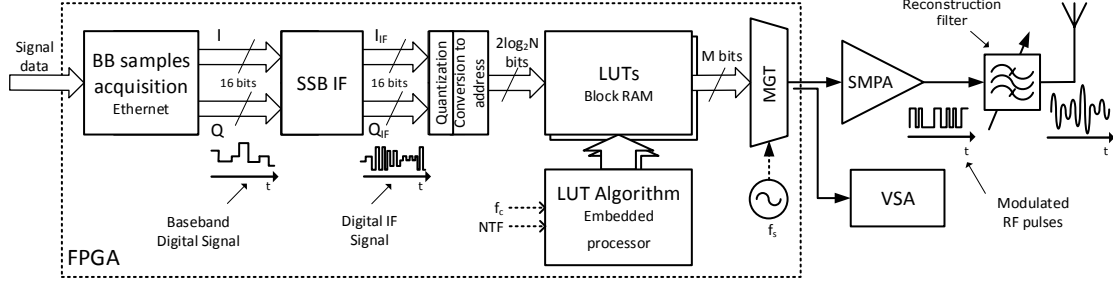 Signal
data
BB samples
acquisition
Ethernet
I
16 bits
Q
t
Baseband
Digital Signal
SSB IF
I_IF
16 bits
Q_IF
t
Digital IF
Signal
Quantization
Conversion to
address
2log₂N
bits
LUTs
Block RAM
M bits
LUT Algorithm
Embedded
processor
f_c
NTF
MGT
f_s
FPGA
SMPA
VSA
Reconstruction
filter
t
t
Modulated
RF pulses